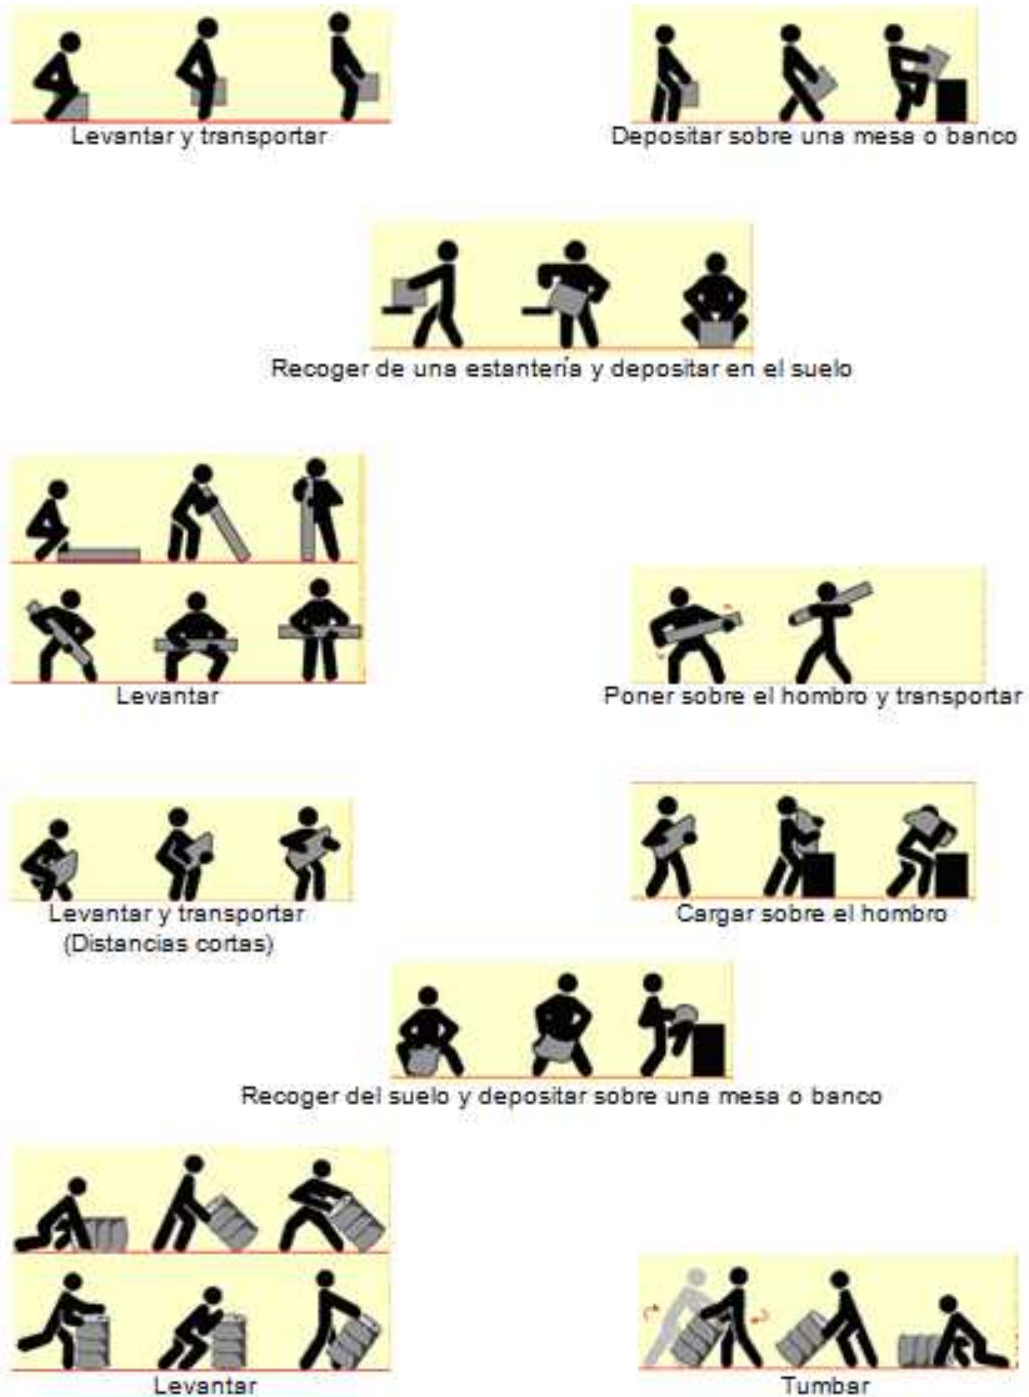 Levantar y transportar
Depositar sobre una mesa o banco
Recoger de una estantería y depositar en el suelo
Levantar
Poner sobre el hombro y transportar
Levantar y transportar
(Distancias cortas)
Cargar sobre el hombro
Recoger del suelo y depositar sobre una mesa o banco
Levantar
Tumbar